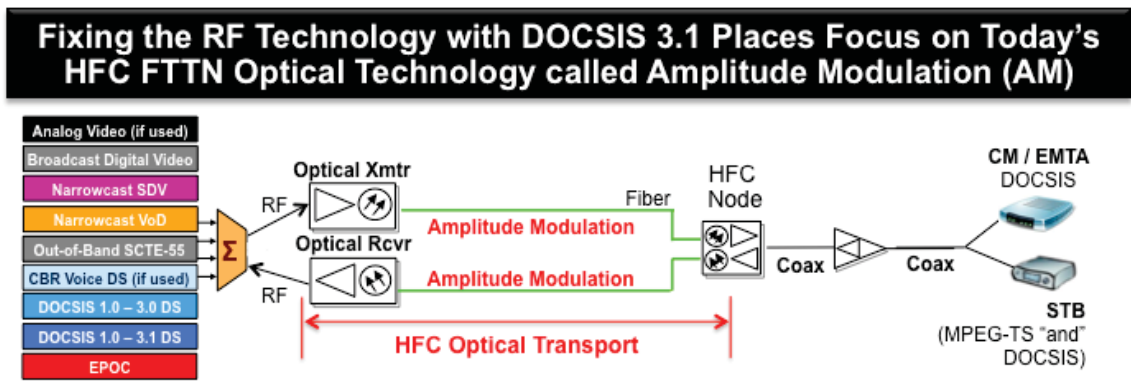 Fixing the RF Technology with DOCSIS 3.1 Places Focus on Today's
HFC FTTN Optical Technology called Amplitude Modulation (AM)
Analog Video (if used)
Broadcast Digital Video
Narrowcast SDV
Narrowcast VoD
Out-of-Band SCTE-55
CBR Voice DS (if used)
DOCSIS 1.0 – 3.0 DS
DOCSIS 1.0 – 3.1 DS
EPOC
Σ
RF
RF
Optical Xmtr
Optical Rcvr
Amplitude Modulation
Amplitude Modulation
Fiber
HFC Optical Transport
HFC
Node
Coax
Coax
CM / EMTA
DOCSIS
STB
(MPEG-TS “and”
DOCSIS)